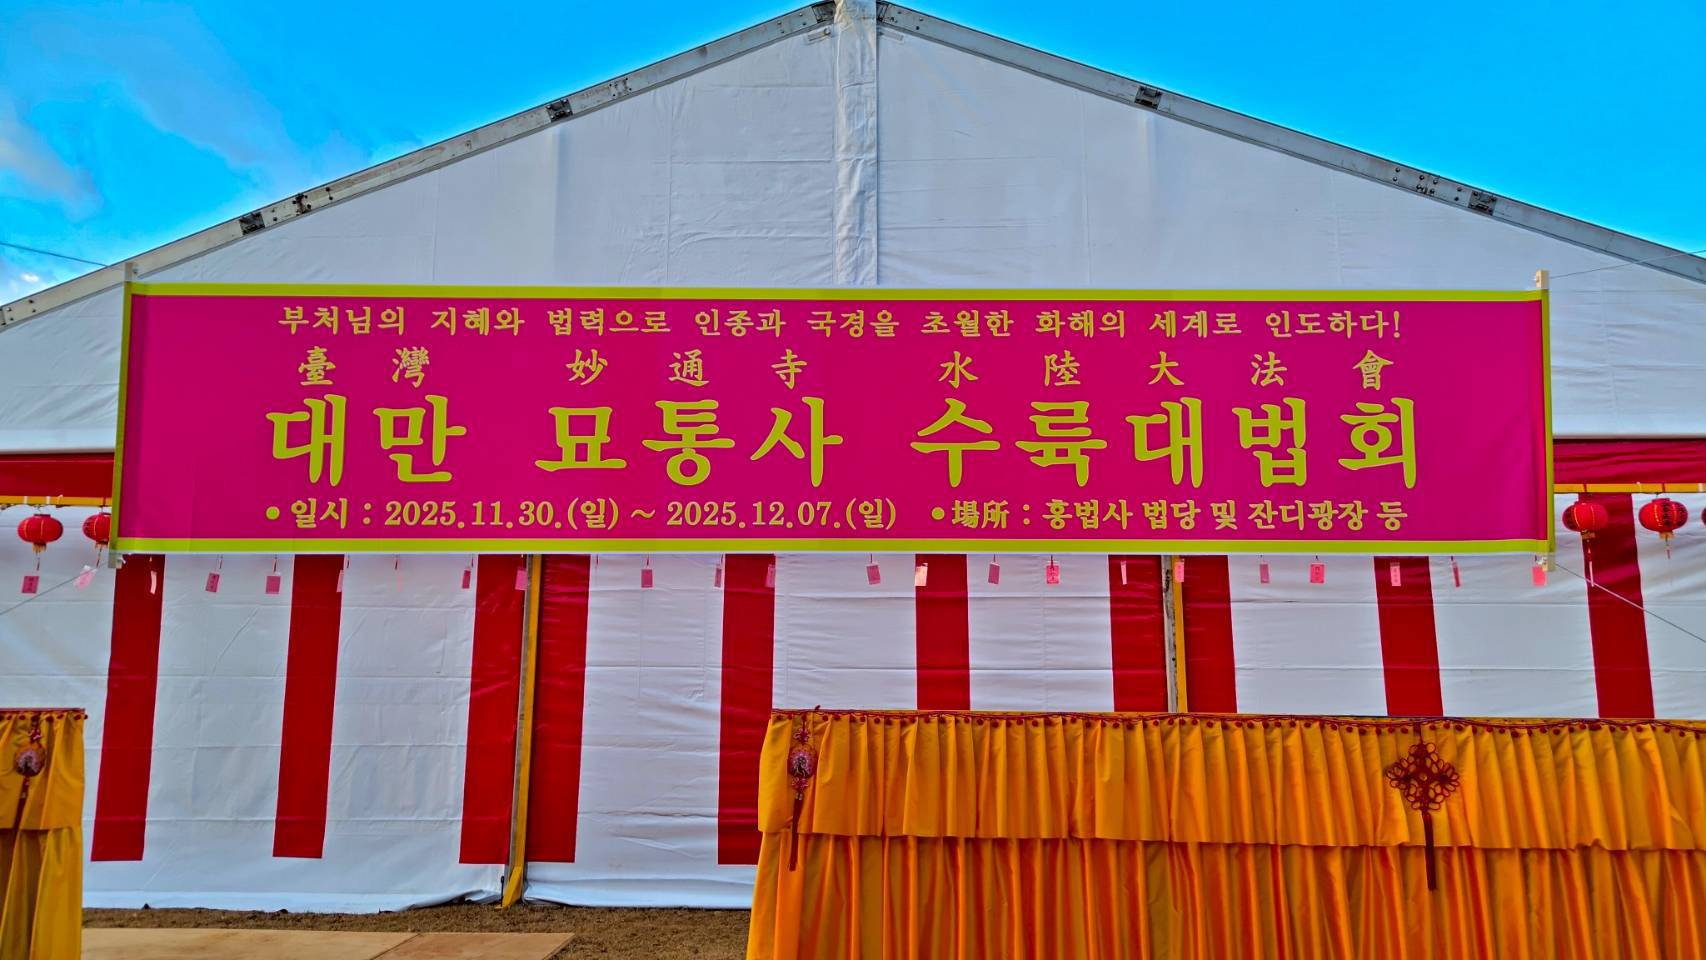 부처님의 지혜와 법력으로 인종과 국경을 초월한 화해의 세계로 인도하다!
臺灣 妙通寺 水陸大法會
대만 묘통사 수륙대법회
• 일시 : 2025.11.30.(일) ~ 2025.12.07.(일) • 場所 : 홍법사 법당 및 잔디광장 등